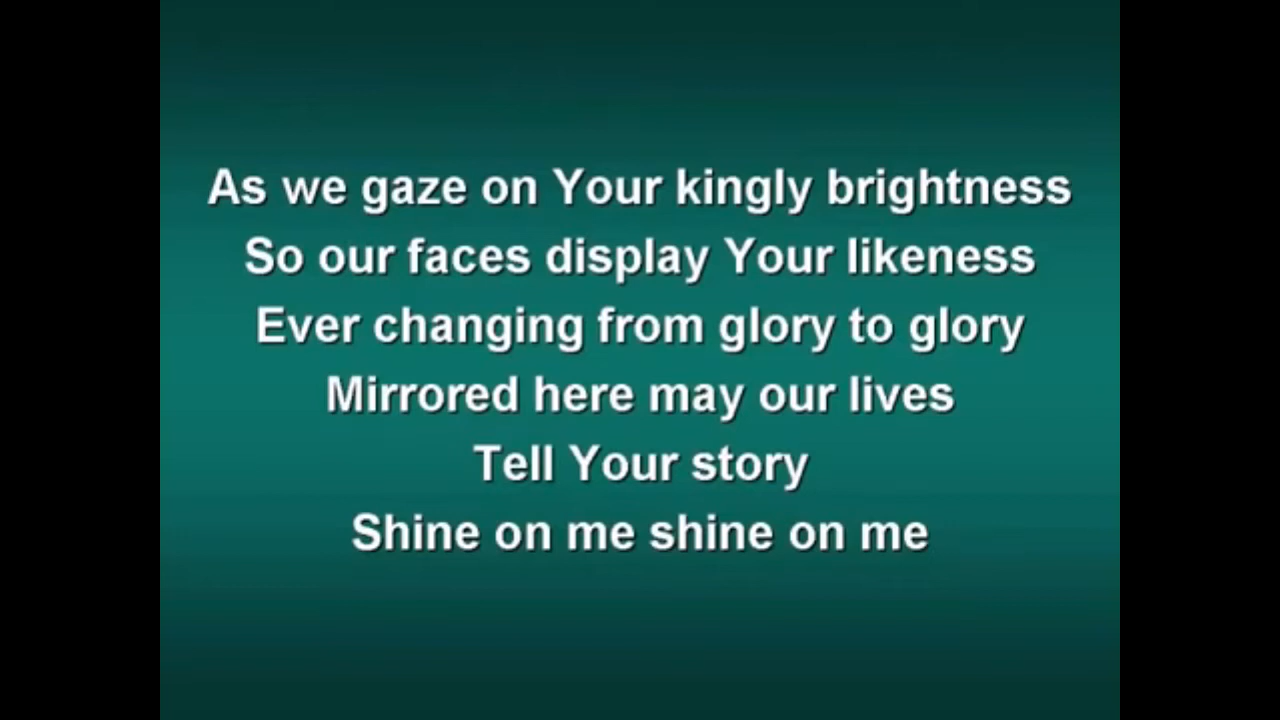 As we gaze on Your kingly brightness
So our faces display Your likeness
Ever changing from glory to glory
Mirrored here may our lives
Tell Your story
Shine on me shine on me